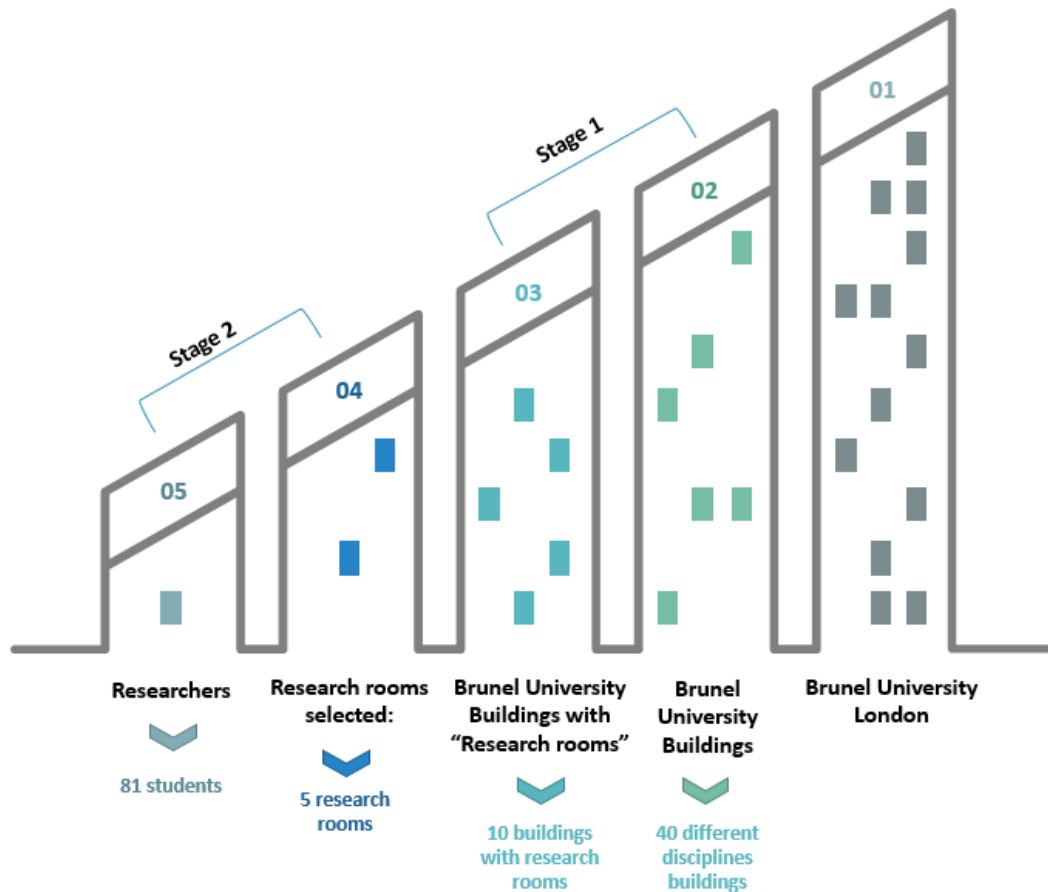 01
Stage 1
02
03
Stage 2
04
05
Researchers
81 students
Research rooms
selected:
5 research
rooms
Brunel University
Buildings with
“Research rooms”
10 buildings
with research
rooms
Brunel
University
Buildings
40 different
disciplines
buildings
Brunel University
London